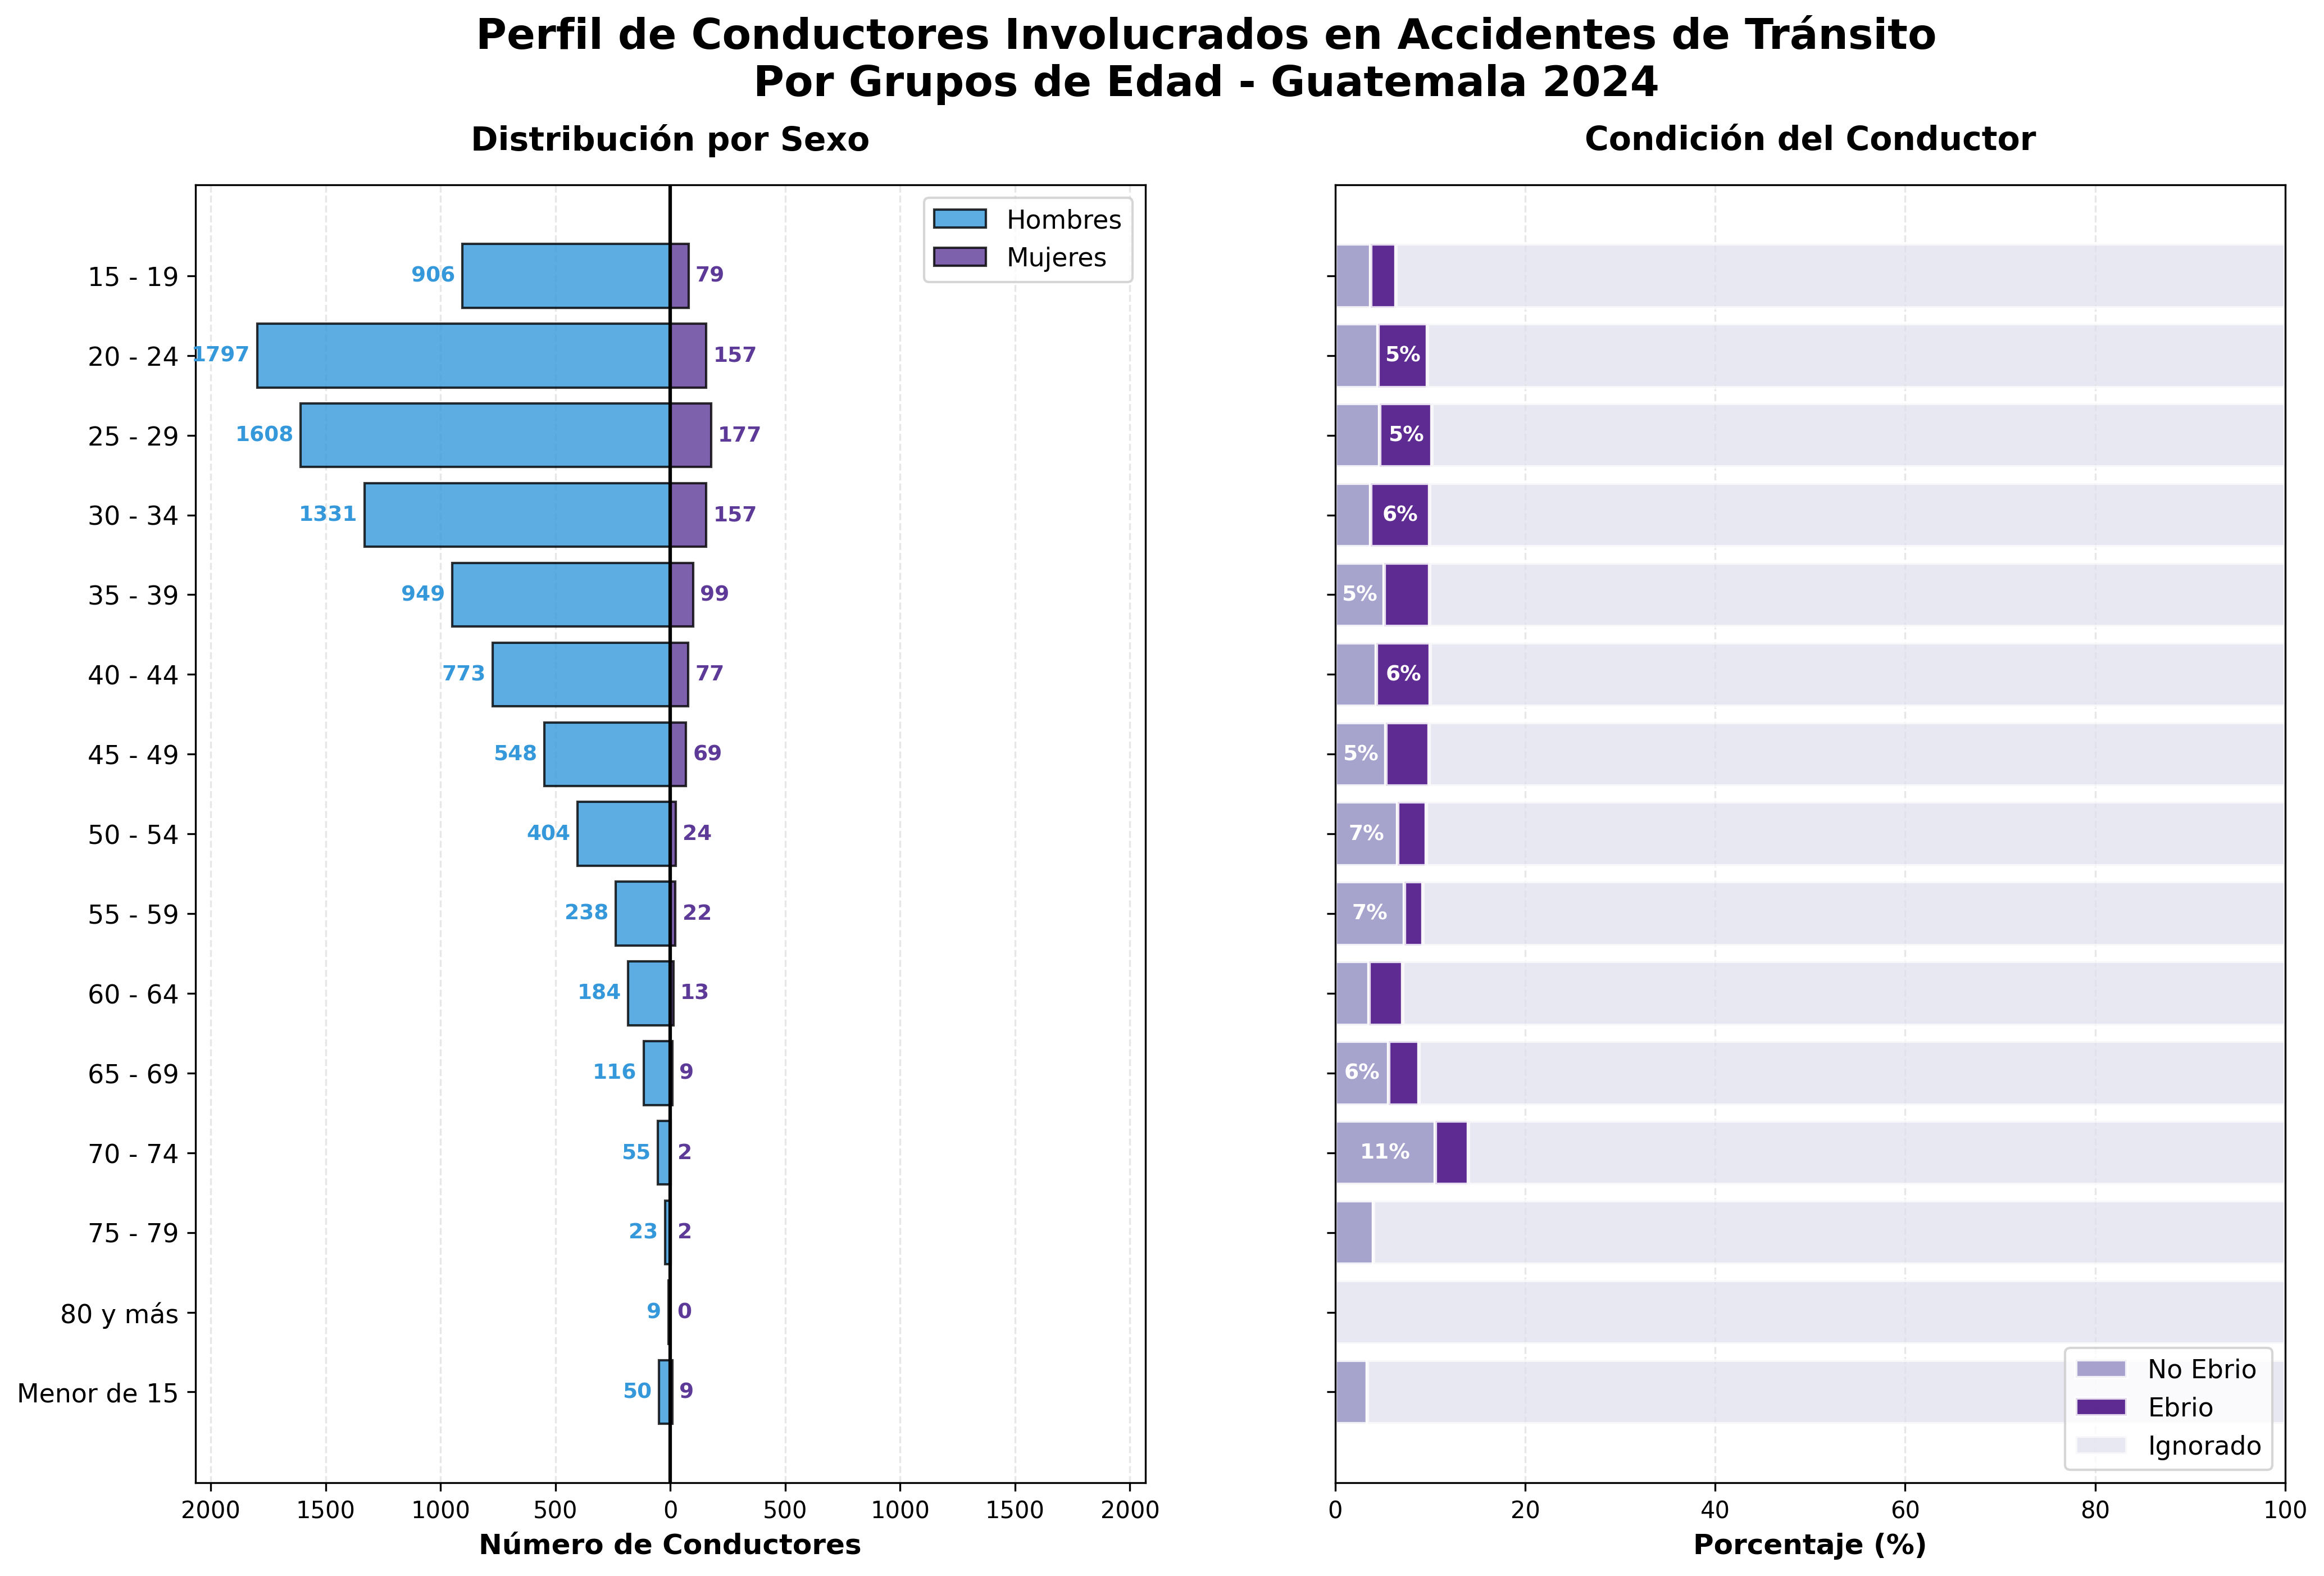 Perfil de Conductores Involucrados en Accidentes de Tránsito
Por Grupos de Edad - Guatemala 2024
Distribución por Sexo
Hombres
Mujeres
15 - 19 906 79
20 - 24 1797 157
25 - 29 1608 177
30 - 34 1331 157
35 - 39 949 99
40 - 44 773 77
45 - 49 548 69
50 - 54 404 24
55 - 59 238 22
60 - 64 184 13
65 - 69 116 9
70 - 74 55 2
75 - 79 23 2
80 y más 9 0
Menor de 15 50 9
2000 1500 1000 500 0 500 1000 1500 2000
Número de Conductores
Condición del Conductor
5%
5%
6%
5%
6%
5%
7%
7%
6%
11%
No Ebrio
Ebrio
Ignorado
0 20 40 60 80 100
Porcentaje (%)